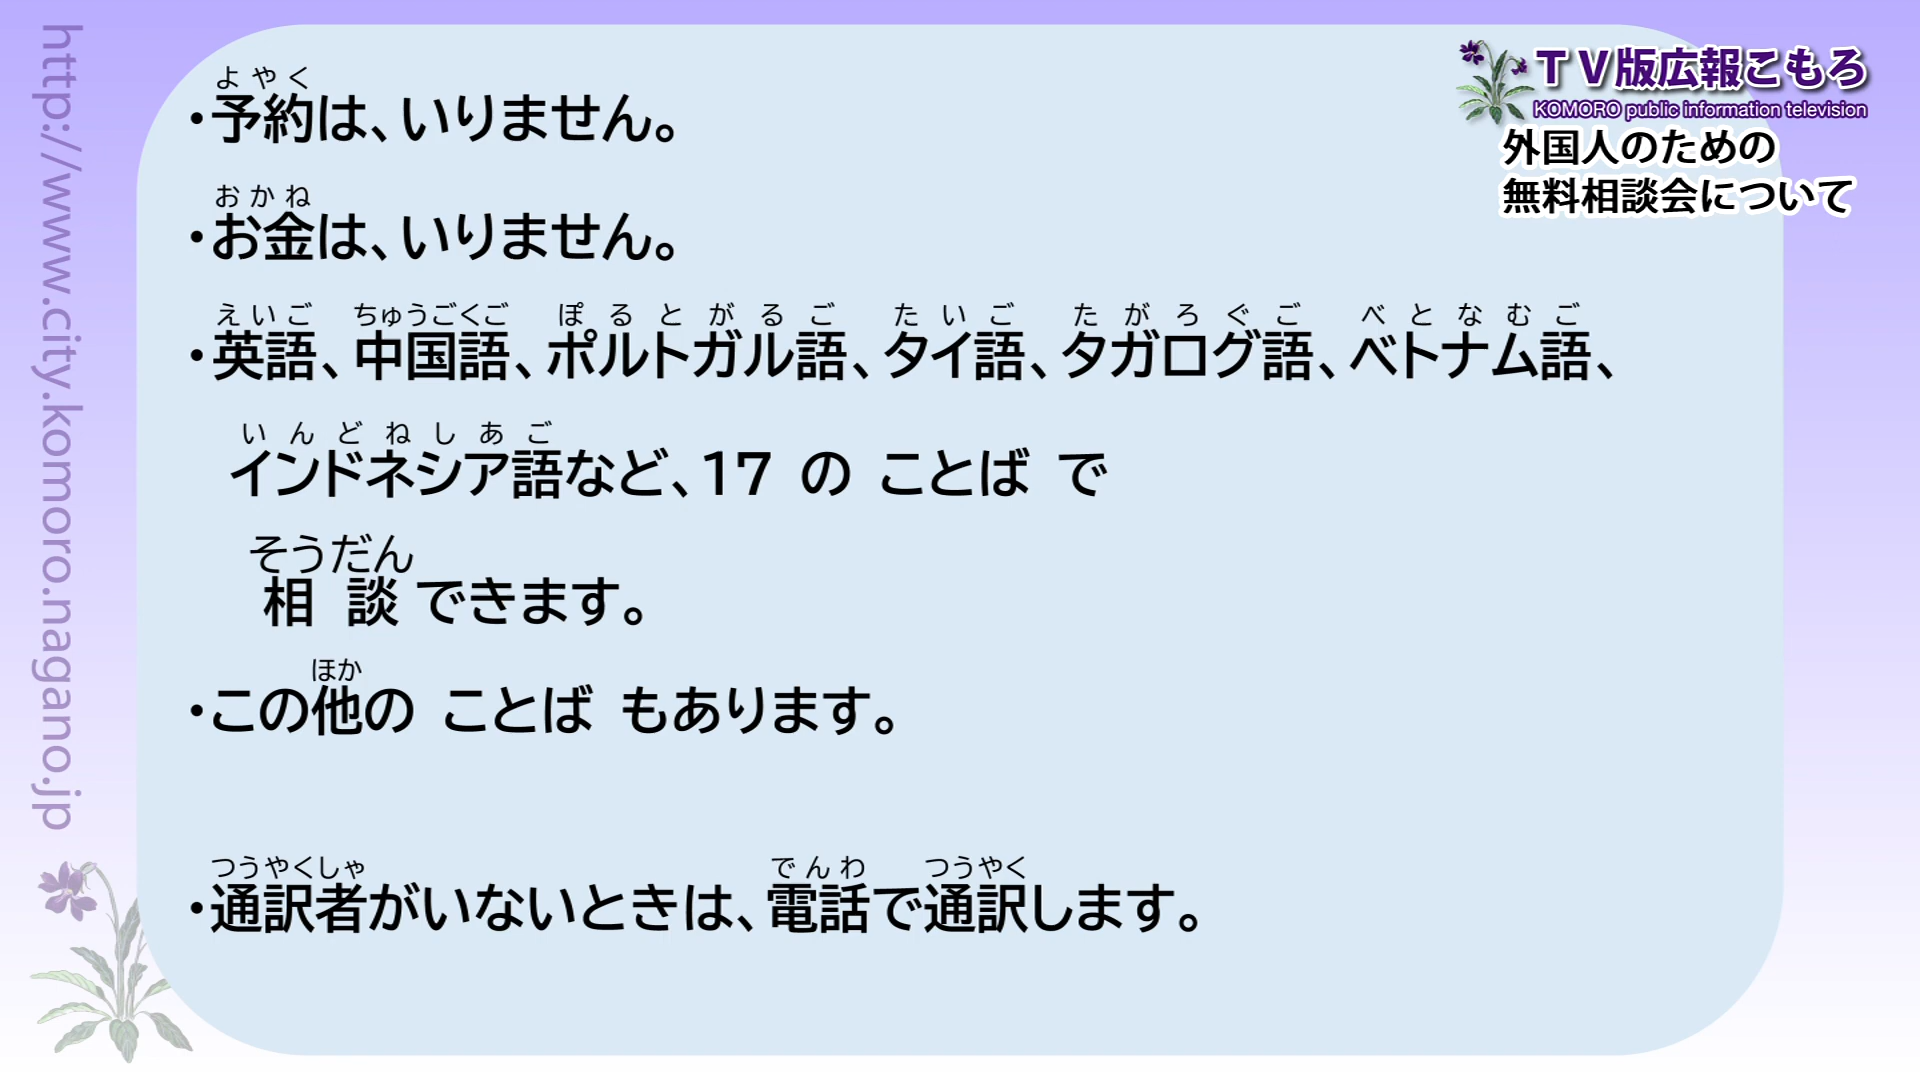 http://www.city.komoro.nagano.jp
TV版広報こもろ
KOMORO public information television
外国人のための
無料相談会について
よやく
・予約は、いりません。
おかね
・お金は、いりません。
えいご ちゅうごくご ぽるとがるご たいご たがろぐご べとなむご
・英語、中国語、ポルトガル語、タイ語、タガログ語、ベトナム語、
いんどねしあご
インドネシア語など、17 の ことば で
そうだん
相 談 できます。
ほか
・この他の ことば もあります。
つうやくしゃ でんわ つうやく
・通訳者がいないときは、電話で通訳します。